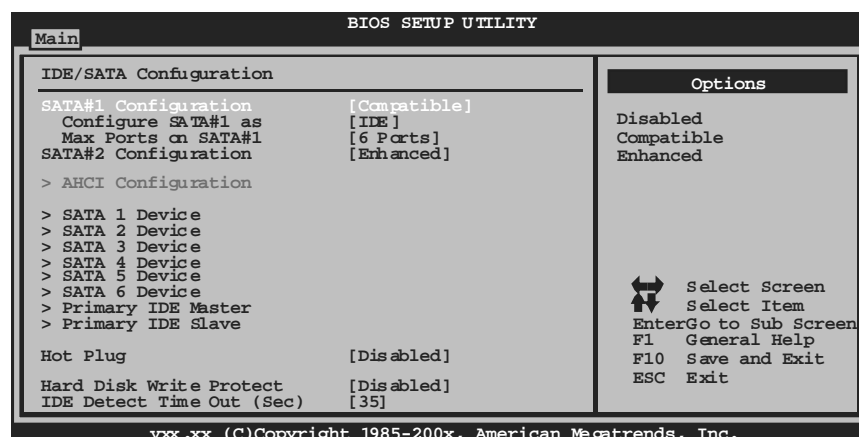 BIOS SETUP UTILITY
Main
IDE/SATA Confuguration
SATA#1 Configuration [Compatible]
Configure SATA#1 as [IDE]
Max Ports on SATA#1 [6 Ports]
SATA#2 Configuration [Enhanced]
> AHCI Configuration
> SATA 1 Device
> SATA 2 Device
> SATA 3 Device
> SATA 4 Device
> SATA 5 Device
> SATA 6 Device
> Primary IDE Master
> Primary IDE Slave
Hot Plug [Disabled]
Hard Disk Write Protect [Disabled]
IDE Detect Time Out (Sec) [35]
Options
Disabled
Compatible
Enhanced
Select Screen
Select Item
EnterGo to Sub Screen
F1 General Help
F10 Save and Exit
ESC Exit
vxx.xx (C)Copyright 1985-200x, American Megatrends, Inc.